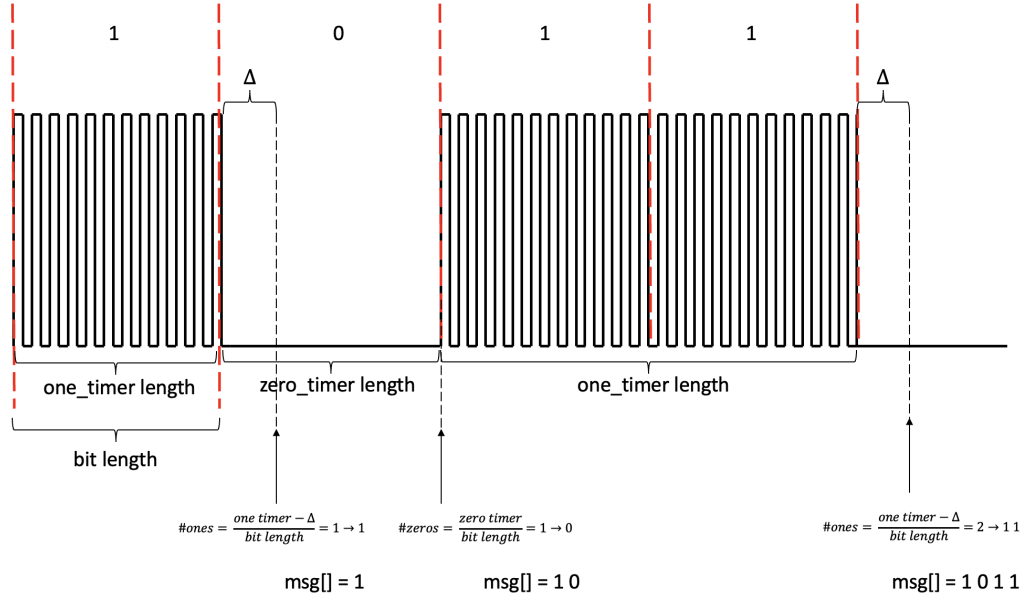 1 0 1 1
Δ Δ
one_timer length zero_timer length one_timer length
bit length
#ones = one timer − Δ / bit length = 1 → 1
#zeros = zero timer / bit length = 1 → 0
#ones = one timer − Δ / bit length = 2 → 1 1
msg[] = 1 msg[] = 1 0 msg[] = 1 0 1 1